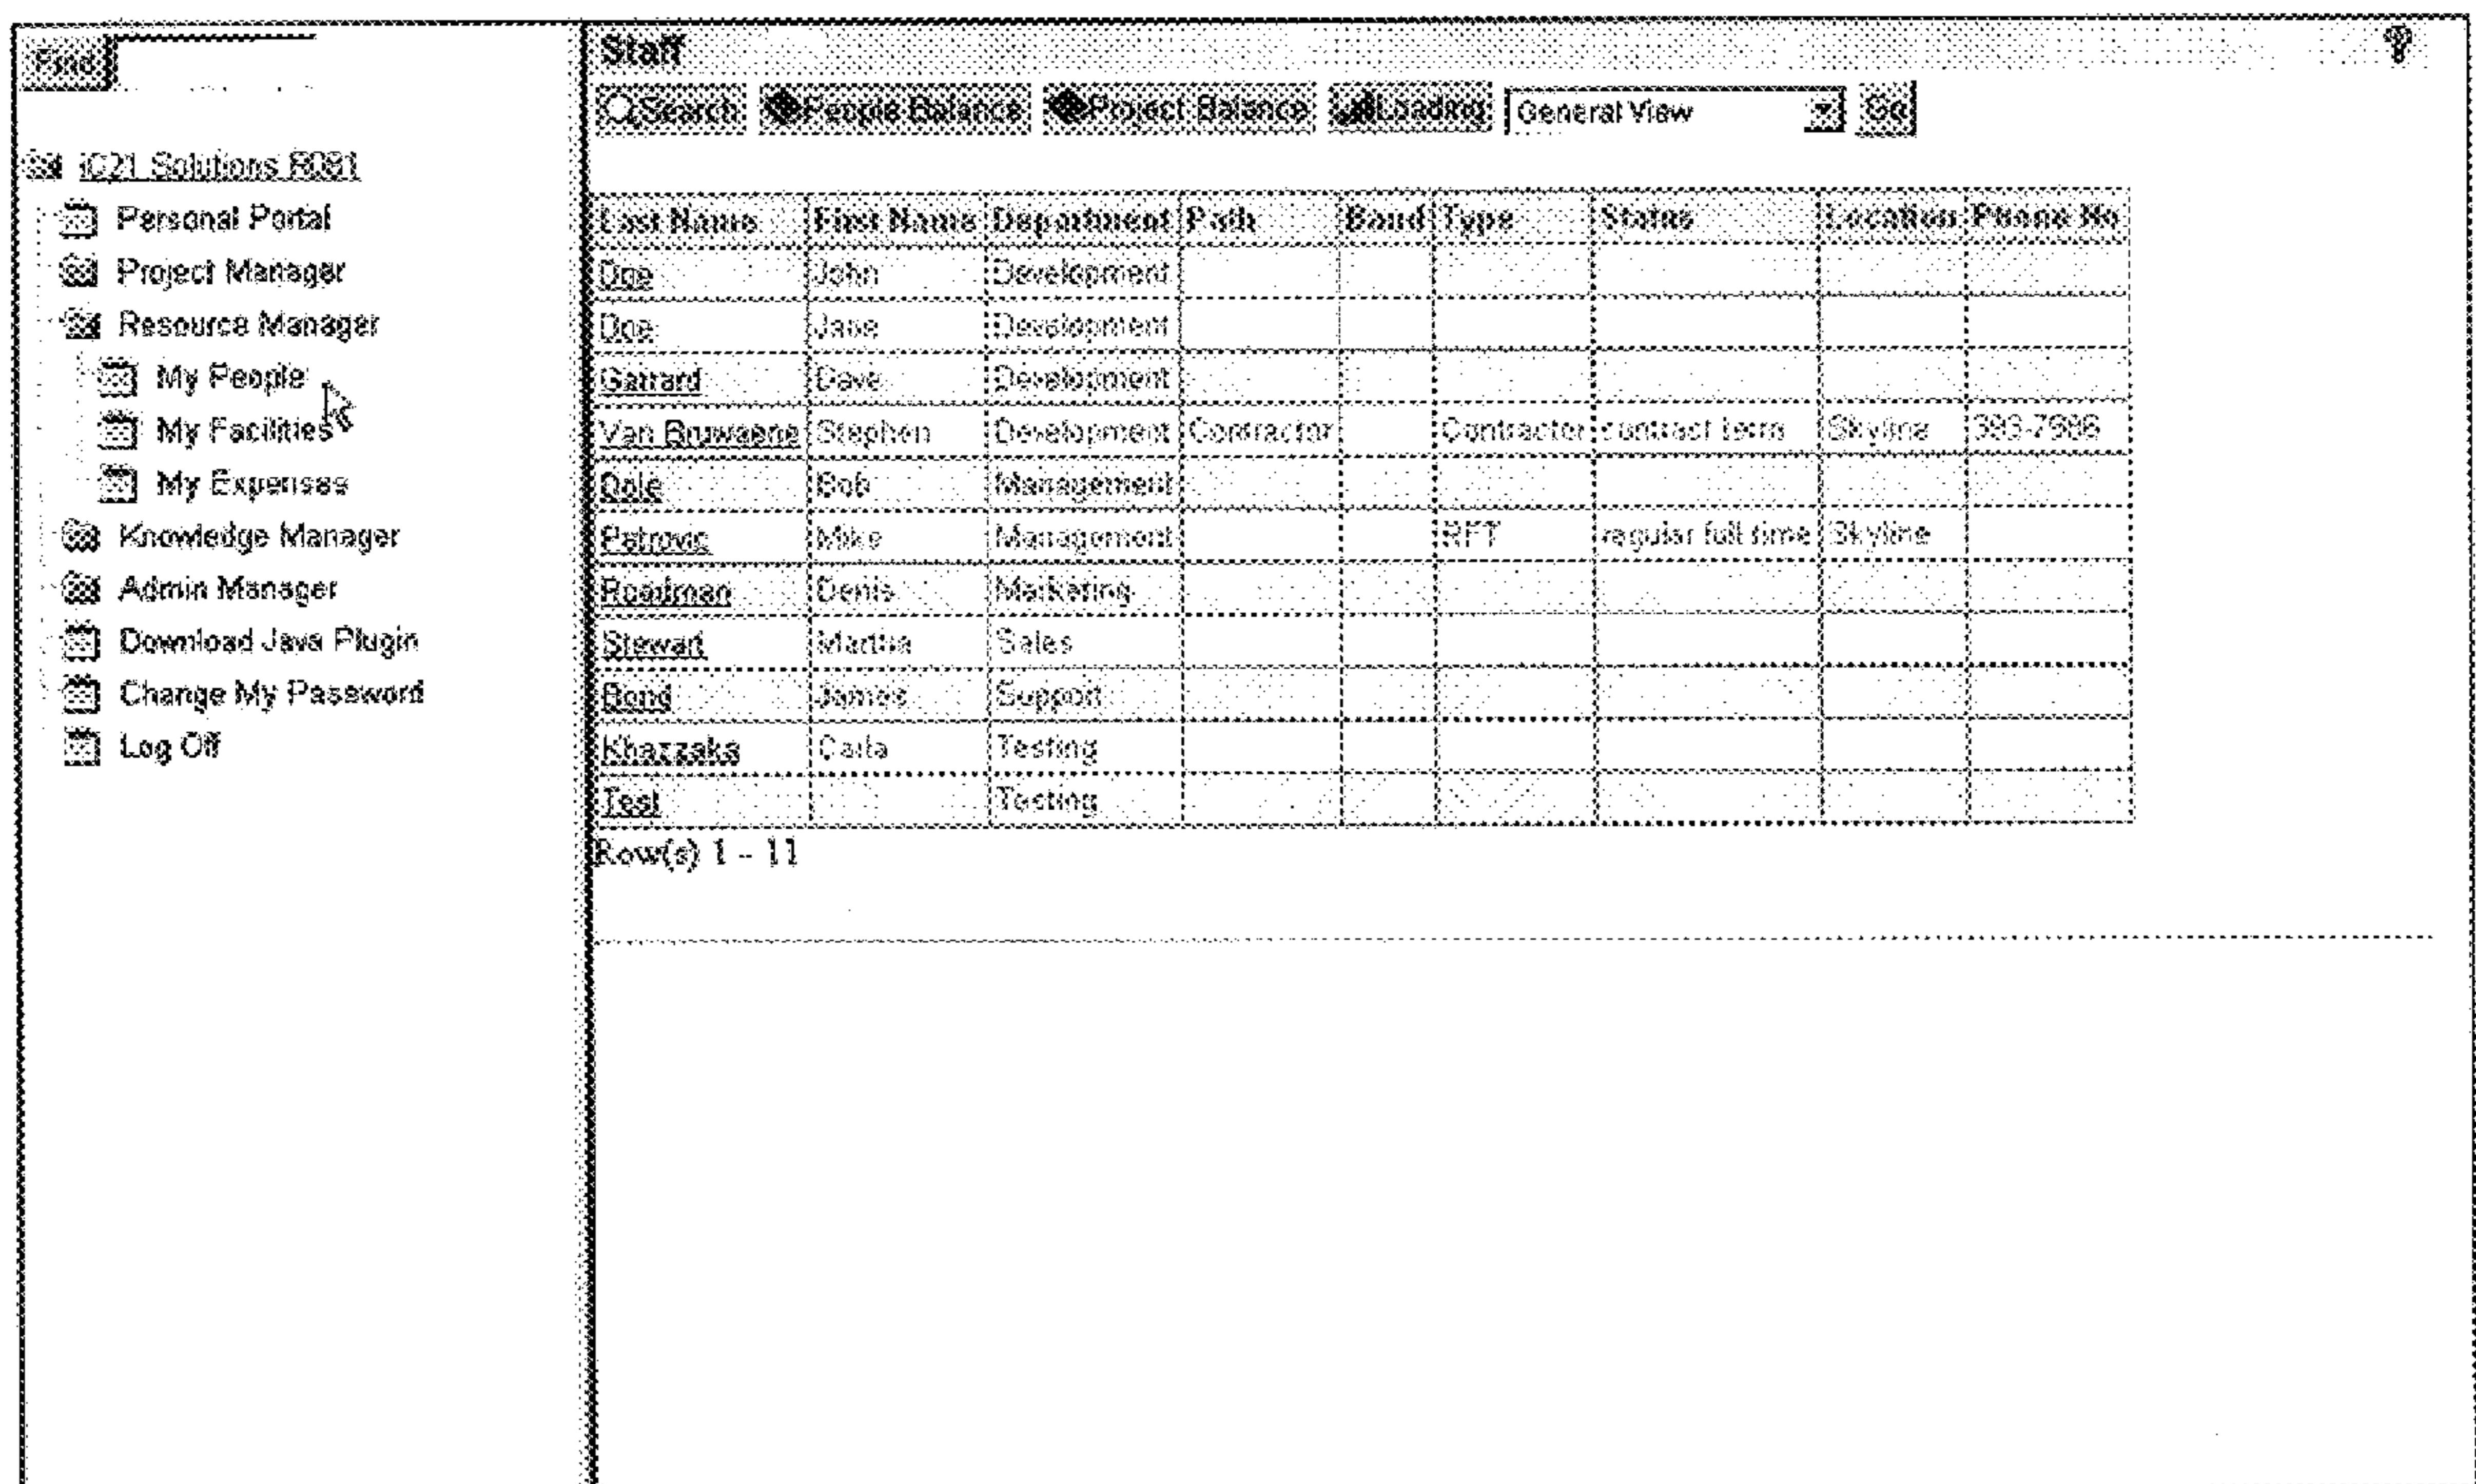 Find
iC21 Solutions R081
Personal Portal
Project Manager
Resource Manager
My People
My Facilities
My Expenses
Knowledge Manager
Admin Manager
Download Java Plugin
Change My Password
Log Off
Staff ?
Search People Balance Project Balance Loading General View Go
Last Name First Name Department Path Band Type Status Location Phone No
Doe John Development
Doe Jane Development
Garrard Dave Development
Van Bruwaene Stephen Development Contractor Contractor contract term Skyline
Dole Bob Management
Petrovic Mike Management RFT regular full time Skyline
Roodman Denis Marketing
Stewart Martha Sales
Bond James Support
Khazzaka Carla Testing
Test Testing
Row(s) 1 - 11